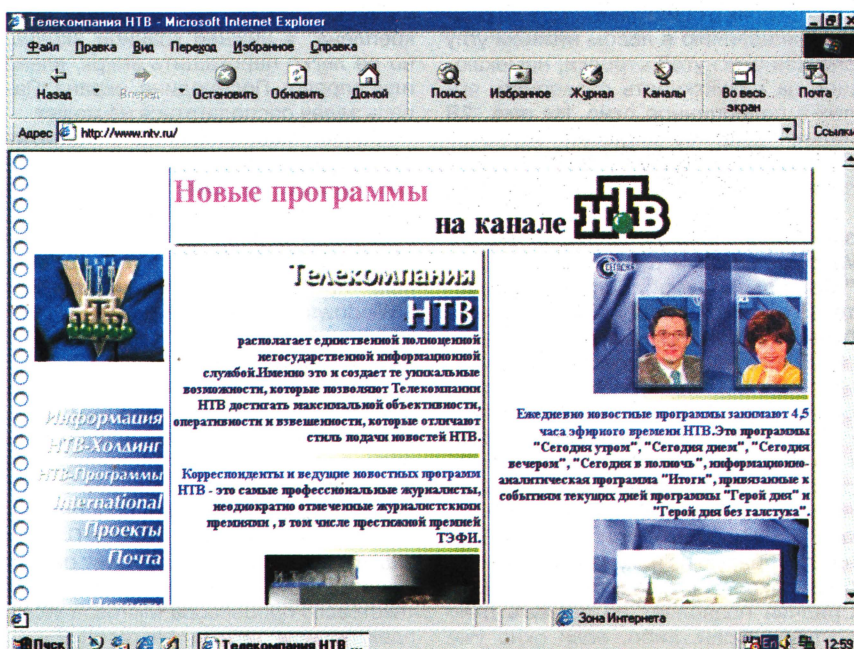 Телекомпания НТВ - Microsoft Internet Explorer
Файл Правка Вид Переход Избранное Справка
Назад Вперед Остановить Обновить Домой Поиск Избранное Журнал Каналы Во весь экран Почта
Адрес http://www.ntv.ru/ Ссылки
Новые программы
на канале НТВ
НТВ
Информация
НТВ-Холдинг
НТВ-Программы
International
Проекты
Почта
Телекомпания
НТВ
располагает единственной полноценной
негосударственной информационной
службой.Именно это и создает те уникальные
возможности, которые позволяют Телекомпании
НТВ достигать максимальной объективности,
оперативности и взвешенности, которые отличают
стиль подачи новостей НТВ.
Корреспонденты и ведущие новостных программ
НТВ - это самые профессиональные журналисты,
неоднократно отмеченные журналистскими
премиями , в том числе престижной премией
ТЭФИ.
Ежедневно новостные программы занимают 4,5
часа эфирного времени НТВ.Это программы
"Сегодня утром", "Сегодня днем", "Сегодня
вечером", "Сегодня в полночь", информационно-
аналитическая программа "Итоги", привязанные к
событиям текущих дней программы "Герой дня" и
"Герой дня без галстука".
Зона Интернета
Пуск Телекомпания НТВ ... En 12:59